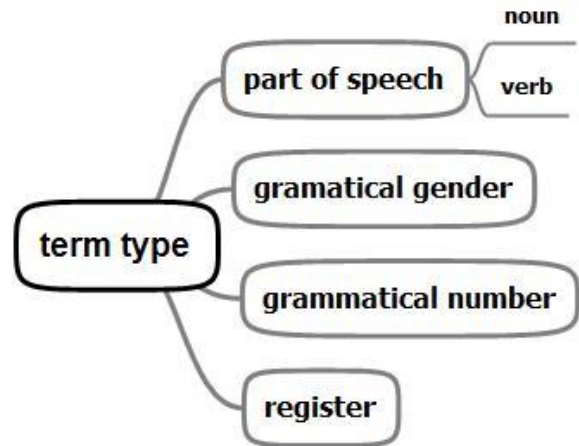 noun
part of speech
verb
gramatical gender
term type
grammatical number
register